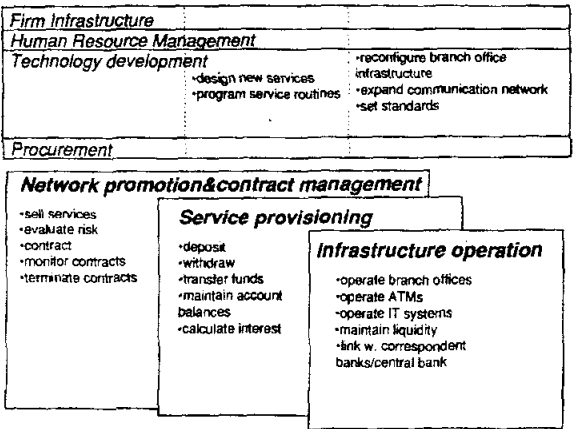 Firm Infrastructure
Human Resource Management
Technology development
•design new services
•program service routines
•reconfigure branch office
infrastructure
•expand communication network
•set standards
Procurement
Network promotion&contract management
•sell services
•evaluate risk
•contract
•monitor contracts
•terminate contracts
Service provisioning
•deposit
•withdraw
•transfer funds
•maintain account
balances
•calculate interest
Infrastructure operation
•operate branch offices
•operate ATMs
•operate IT systems
•maintain liquidity
•link w. correspondent
banks/central bank